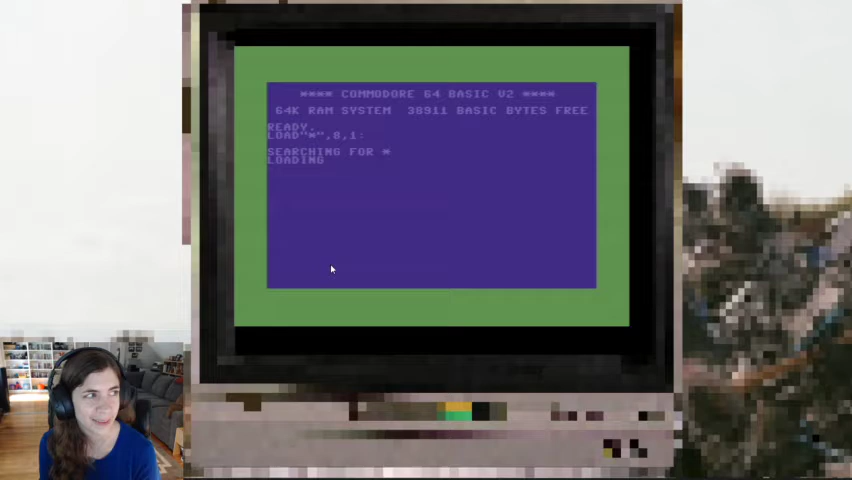 **** COMMODORE 64 BASIC V2 ****
64K RAM SYSTEM 38911 BASIC BYTES FREE
READY.
LOAD"*",8,1:
SEARCHING FOR *
LOADING